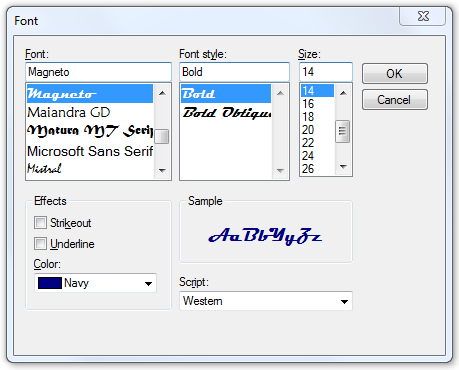 Font
Font:
Font style:
Size:
Magneto
Bold
14
OK
Cancel
Magneto
Maiandra GD
Matura MT Scrip
Microsoft Sans Serif
Mistral
Bold
Bold Oblique
14
16
18
20
22
24
26
Effects
Strikeout
Underline
Color:
Navy
Sample
AaBbYyZz
Script:
Western